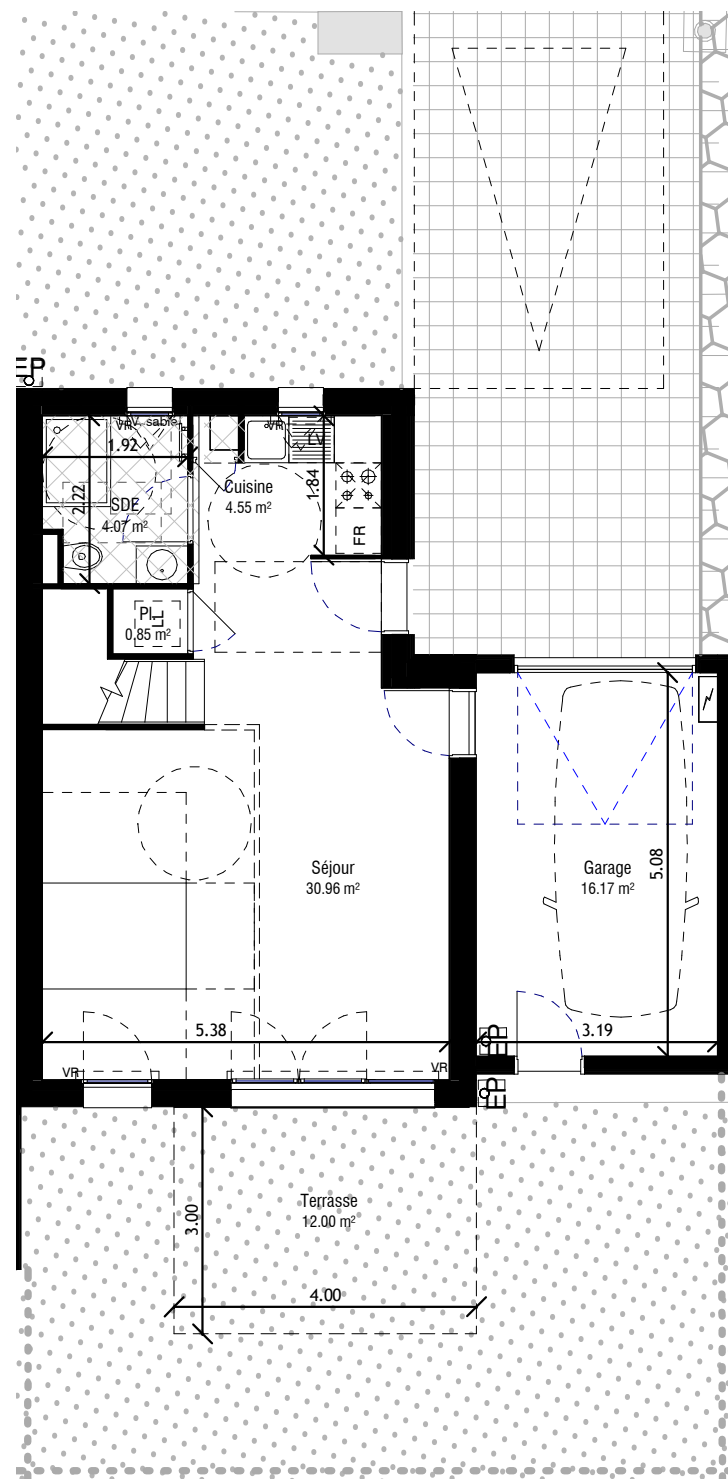 EP
VR
V. sable
VR
LV
1.92
2.22
SDE
4.07 m²
Cuisine
4.55 m²
1.84
FR
Pl.
LL
0.85 m²
Séjour
30.96 m²
Garage
16.17 m²
5.08
5.38
3.19
EP
VR
VR
EP
Terrasse
12.00 m²
3.00
4.00